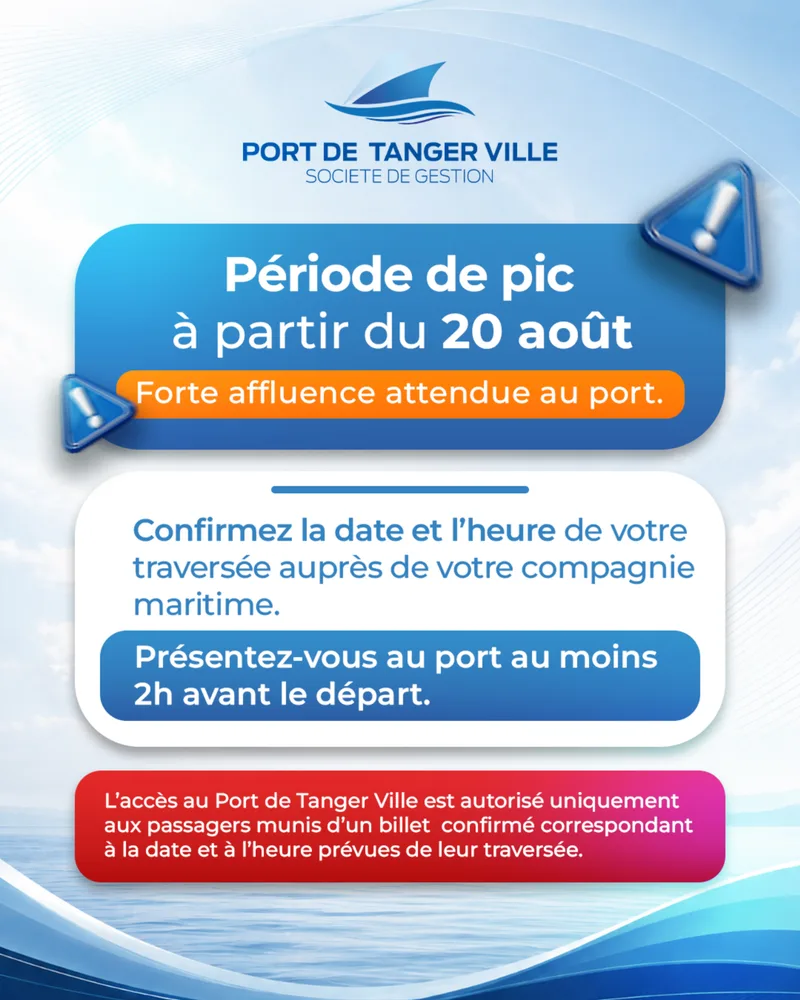 PORT DE TANGER VILLE
SOCIETE DE GESTION
Période de pic
à partir du 20 août
Forte affluence attendue au port.
Confirmez la date et l'heure de votre
traversée auprès de votre compagnie
maritime.
Présentez-vous au port au moins
2h avant le départ.
L'accès au Port de Tanger Ville est autorisé uniquement
aux passagers munis d'un billet confirmé correspondant
à la date et à l'heure prévues de leur traversée.